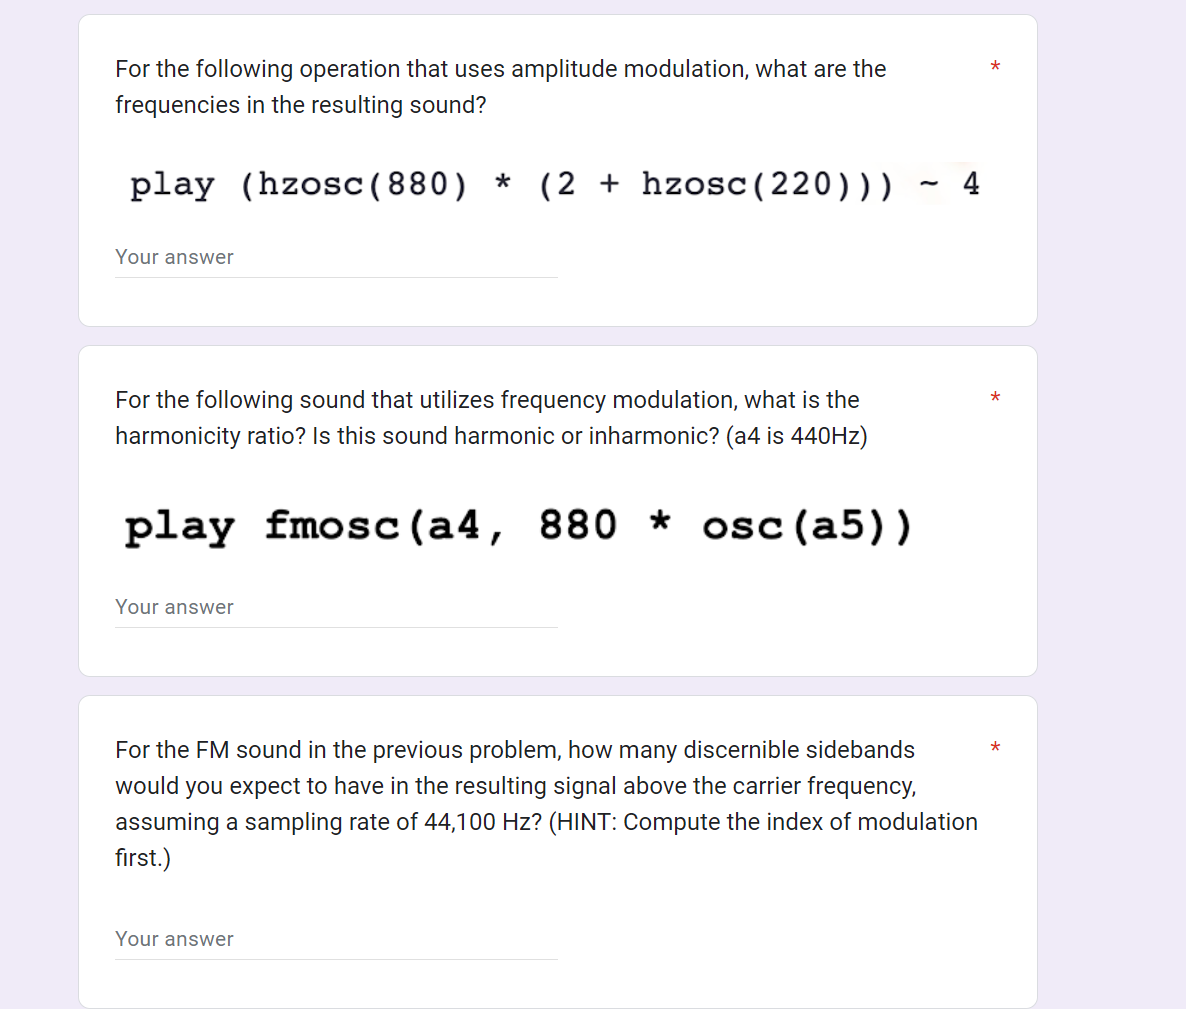 For the following operation that uses amplitude modulation, what are the *
frequencies in the resulting sound?
play (hzosc(880) * (2 + hzosc(220))) ~ 4
Your answer
For the following sound that utilizes frequency modulation, what is the *
harmonicity ratio? Is this sound harmonic or inharmonic? (a4 is 440Hz)
play fmosc(a4, 880 * osc(a5))
Your answer
For the FM sound in the previous problem, how many discernible sidebands *
would you expect to have in the resulting signal above the carrier frequency,
assuming a sampling rate of 44,100 Hz? (HINT: Compute the index of modulation
first.)
Your answer